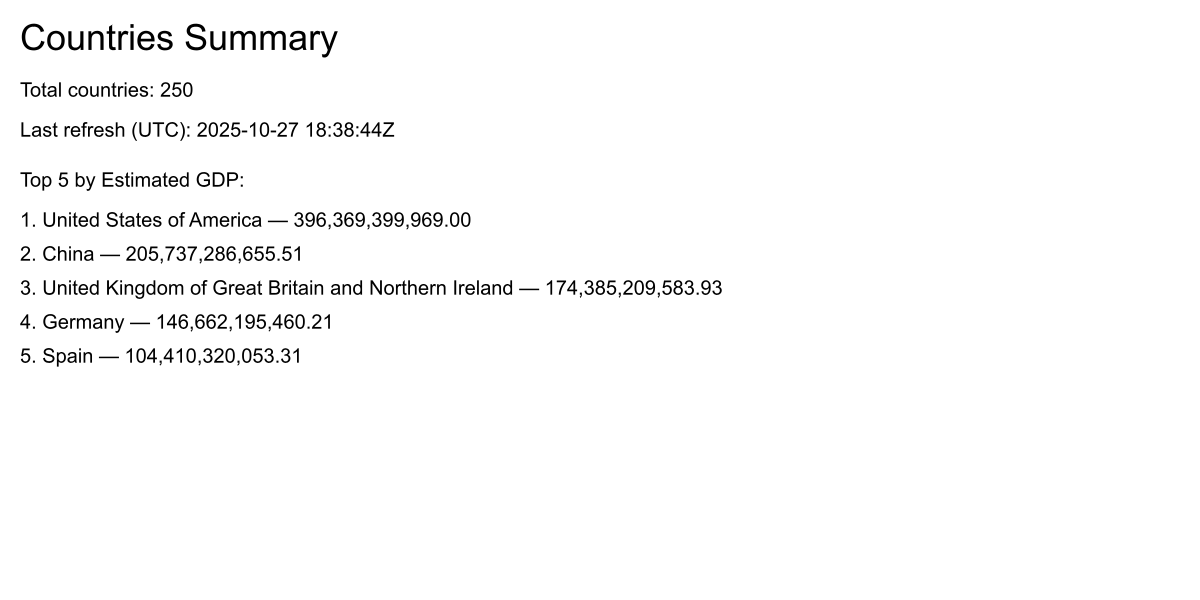 Countries Summary
Total countries: 250
Last refresh (UTC): 2025-10-27 18:38:44Z
Top 5 by Estimated GDP:
1. United States of America — 396,369,399,969.00
2. China — 205,737,286,655.51
3. United Kingdom of Great Britain and Northern Ireland — 174,385,209,583.93
4. Germany — 146,662,195,460.21
5. Spain — 104,410,320,053.31